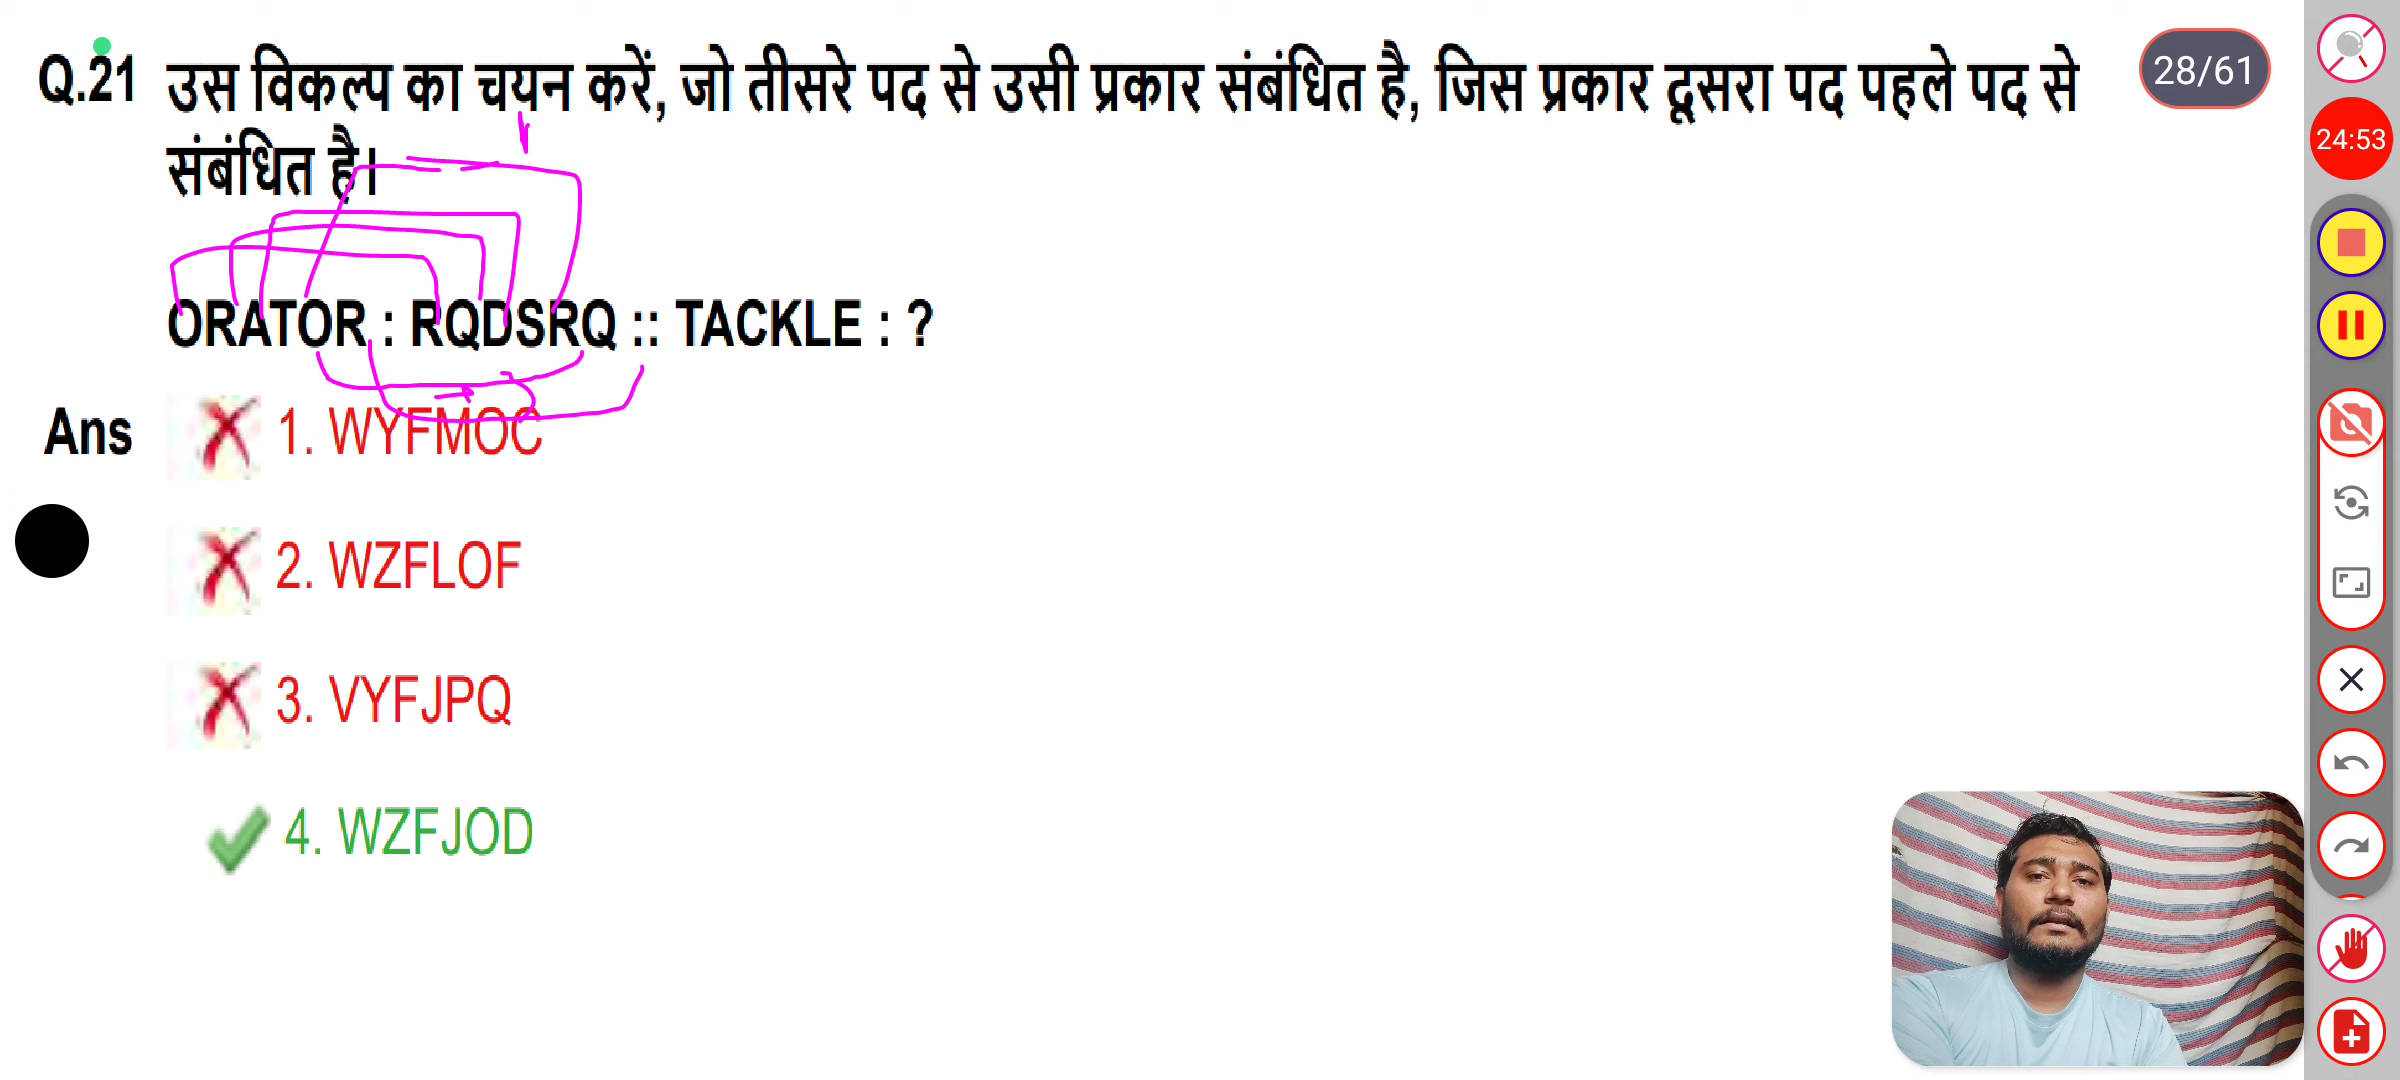 Q.21 उस विकल्प का चयन करें, जो तीसरे पद से उसी प्रकार संबंधित है, जिस प्रकार दूसरा पद पहले पद से
संबंधित है।
28/61
24:53
ORATOR : RQDSRQ :: TACKLE : ?
Ans 1. WYFMOC
2. WZFLOF
3. VYFJPQ
4. WZFJOD